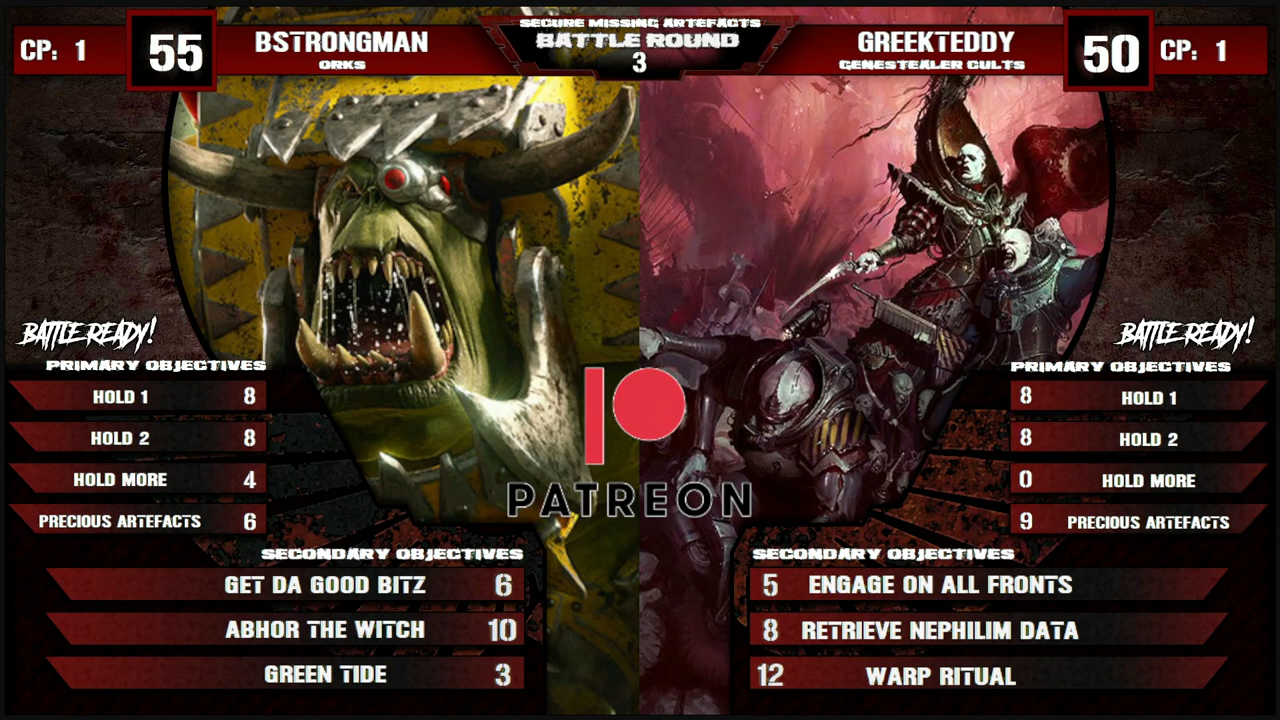 SECURE MISSING ARTEFACTS
CP: 1
55
BSTRONGMAN
ORKS
BATTLE ROUND
3
GREEKTEDDY
GENESTEALER CULTS
50
CP: 1
BATTLE READY!
PRIMARY OBJECTIVES
HOLD 1 8
HOLD 2 8
HOLD MORE 4
PRECIOUS ARTEFACTS 6
BATTLE READY!
PRIMARY OBJECTIVES
8 HOLD 1
8 HOLD 2
0 HOLD MORE
9 PRECIOUS ARTEFACTS
PATREON
SECONDARY OBJECTIVES
GET DA GOOD BITZ 6
ABHOR THE WITCH 10
GREEN TIDE 3
SECONDARY OBJECTIVES
5 ENGAGE ON ALL FRONTS
8 RETRIEVE NEPHILIM DATA
12 WARP RITUAL